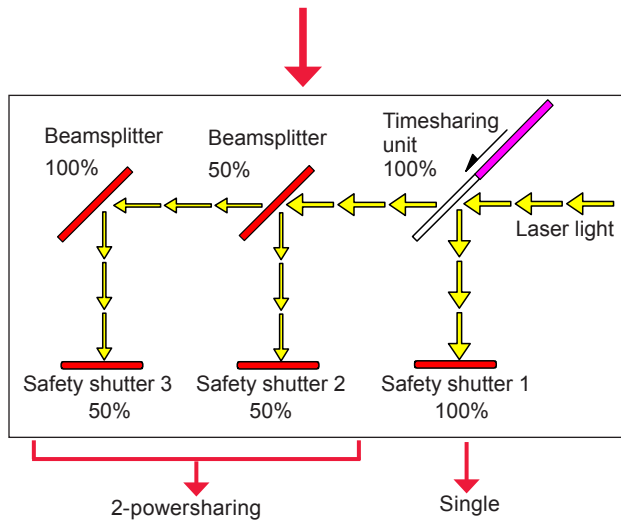 Beamsplitter
100%
Beamsplitter
50%
Timesharing
unit
100%
Laser light
Safety shutter 3
50%
Safety shutter 2
50%
Safety shutter 1
100%
2-powersharing
Single